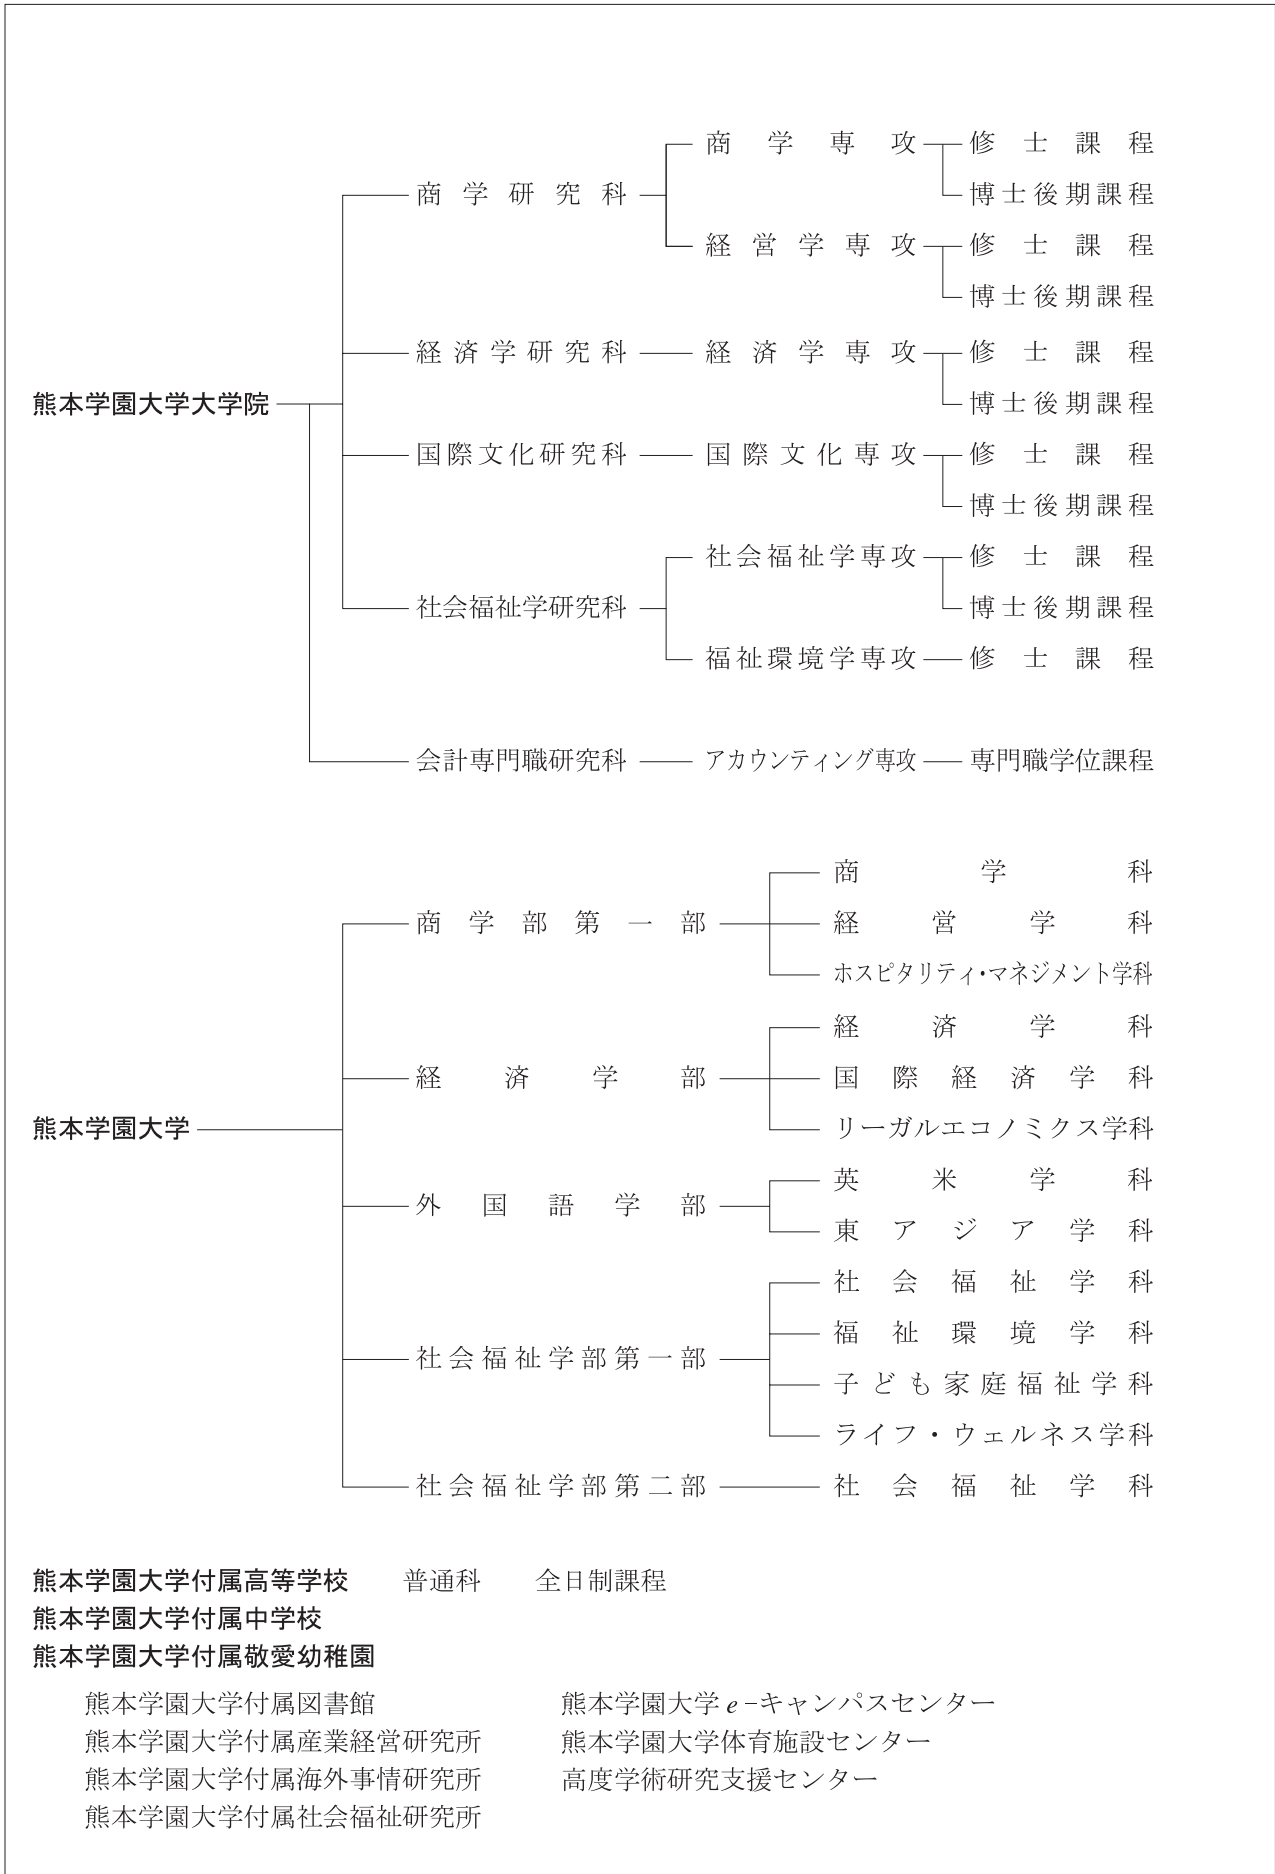 商学専攻 修士課程
商学研究科 博士後期課程
経営学専攻 修士課程
博士後期課程
経済学研究科 経済学専攻 修士課程
熊本学園大学大学院 博士後期課程
国際文化研究科 国際文化専攻 修士課程
博士後期課程
社会福祉学専攻 修士課程
社会福祉学研究科 博士後期課程
福祉環境学専攻 修士課程
会計専門職研究科 アカウンティング専攻 専門職学位課程
商学科
商学部第一部 経営学科
ホスピタリティ・マネジメント学科
経済学科
経済学部 国際経済学科
熊本学園大学 リーガルエコノミクス学科
英米学科
外国語学部
東アジア学科
社会福祉学科
福祉環境学科
社会福祉学部第一部
子ども家庭福祉学科
ライフ・ウェルネス学科
社会福祉学部第二部 社会福祉学科
熊本学園大学付属高等学校 普通科 全日制課程
熊本学園大学付属中学校
熊本学園大学付属敬愛幼稚園
熊本学園大学付属図書館 熊本学園大学e-キャンパスセンター
熊本学園大学付属産業経営研究所 熊本学園大学体育施設センター
熊本学園大学付属海外事情研究所 高度学術研究支援センター
熊本学園大学付属社会福祉研究所